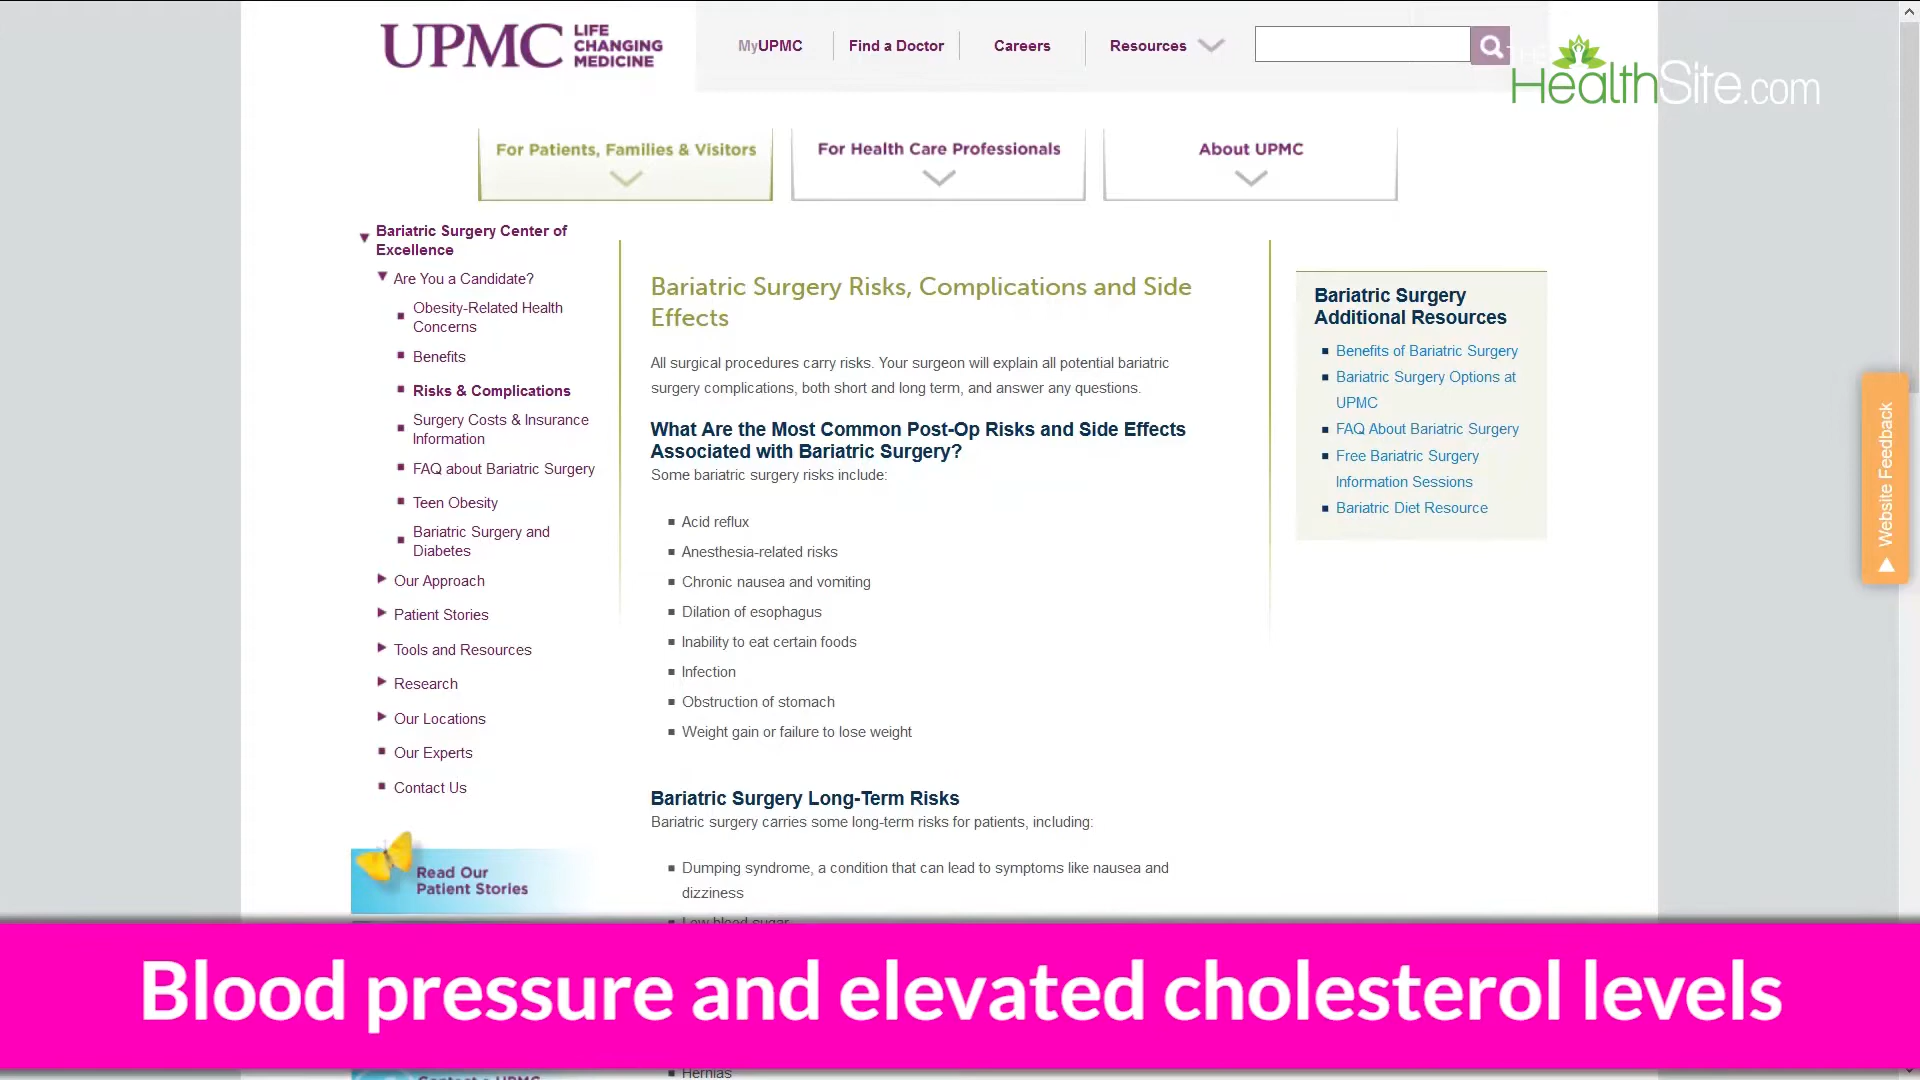 UPMC LIFE
CHANGING
MEDICINE
MyUPMC
Find a Doctor
Careers
Resources
THE
HealthSite.com
For Patients, Families & Visitors
For Health Care Professionals
About UPMC
Bariatric Surgery Center of
Excellence
Are You a Candidate?
Obesity-Related Health
Concerns
Benefits
Risks & Complications
Surgery Costs & Insurance
Information
FAQ about Bariatric Surgery
Teen Obesity
Bariatric Surgery and
Diabetes
Our Approach
Patient Stories
Tools and Resources
Research
Our Locations
Our Experts
Contact Us
Read Our
Patient Stories
Bariatric Surgery Risks, Complications and Side
Effects
All surgical procedures carry risks. Your surgeon will explain all potential bariatric
surgery complications, both short and long term, and answer any questions.
What Are the Most Common Post-Op Risks and Side Effects
Associated with Bariatric Surgery?
Some bariatric surgery risks include:
Acid reflux
Anesthesia-related risks
Chronic nausea and vomiting
Dilation of esophagus
Inability to eat certain foods
Infection
Obstruction of stomach
Weight gain or failure to lose weight
Bariatric Surgery Long-Term Risks
Bariatric surgery carries some long-term risks for patients, including:
Dumping syndrome, a condition that can lead to symptoms like nausea and
dizziness
Low blood sugar
Bariatric Surgery
Additional Resources
Benefits of Bariatric Surgery
Bariatric Surgery Options at
UPMC
FAQ About Bariatric Surgery
Free Bariatric Surgery
Information Sessions
Bariatric Diet Resource
Website Feedback
Blood pressure and elevated cholesterol levels
Contact a UPMC
Hernias